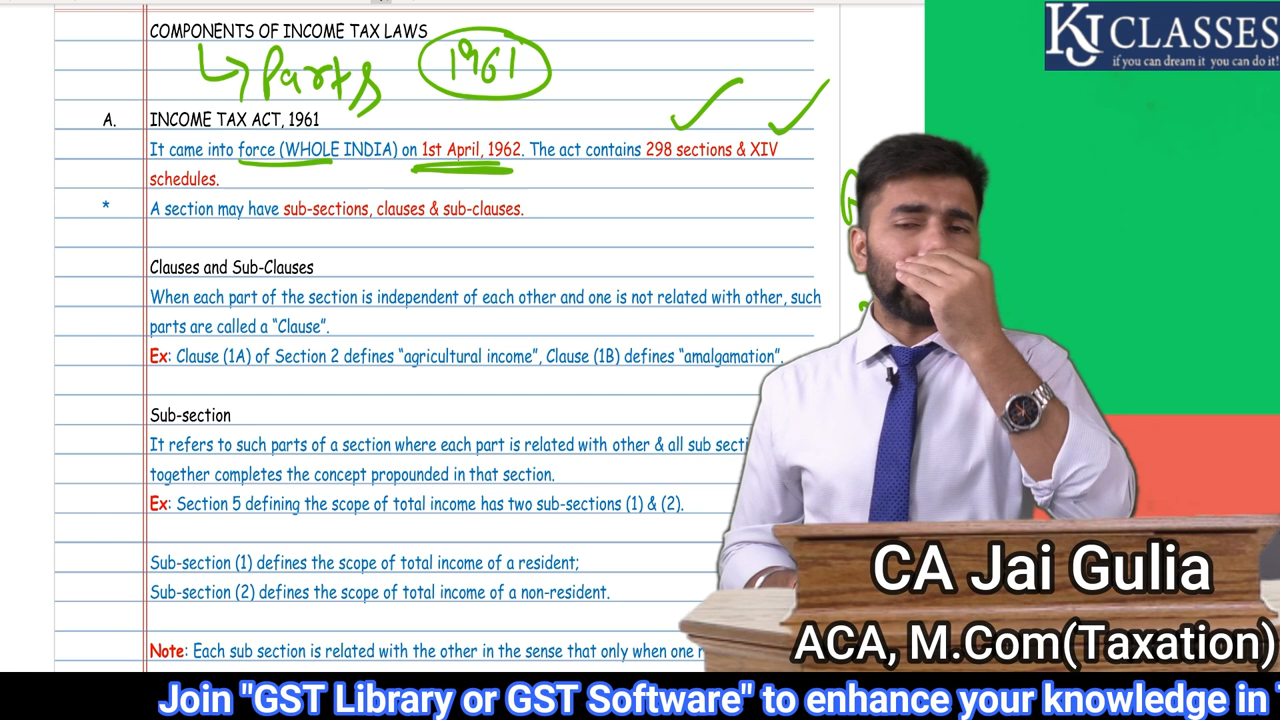 COMPONENTS OF INCOME TAX LAWS
Parts
1961
A. INCOME TAX ACT, 1961
It came into force (WHOLE INDIA) on 1st April, 1962. The act contains 298 sections & XIV
schedules.
* A section may have sub-sections, clauses & sub-clauses.
Clauses and Sub-Clauses
When each part of the section is independent of each other and one is not related with other, such
parts are called a “Clause”.
Ex: Clause (1A) of Section 2 defines “agricultural income”, Clause (1B) defines “amalgamation”.
Sub-section
It refers to such parts of a section where each part is related with other & all sub secti
together completes the concept propounded in that section.
Ex: Section 5 defining the scope of total income has two sub-sections (1) & (2).
Sub-section (1) defines the scope of total income of a resident;
Sub-section (2) defines the scope of total income of a non-resident.
Note: Each sub section is related with the other in the sense that only when one
KJ CLASSES
if you can dream it you can do it!
CA Jai Gulia
ACA, M.Com(Taxation)
Join "GST Library or GST Software" to enhance your knowledge in